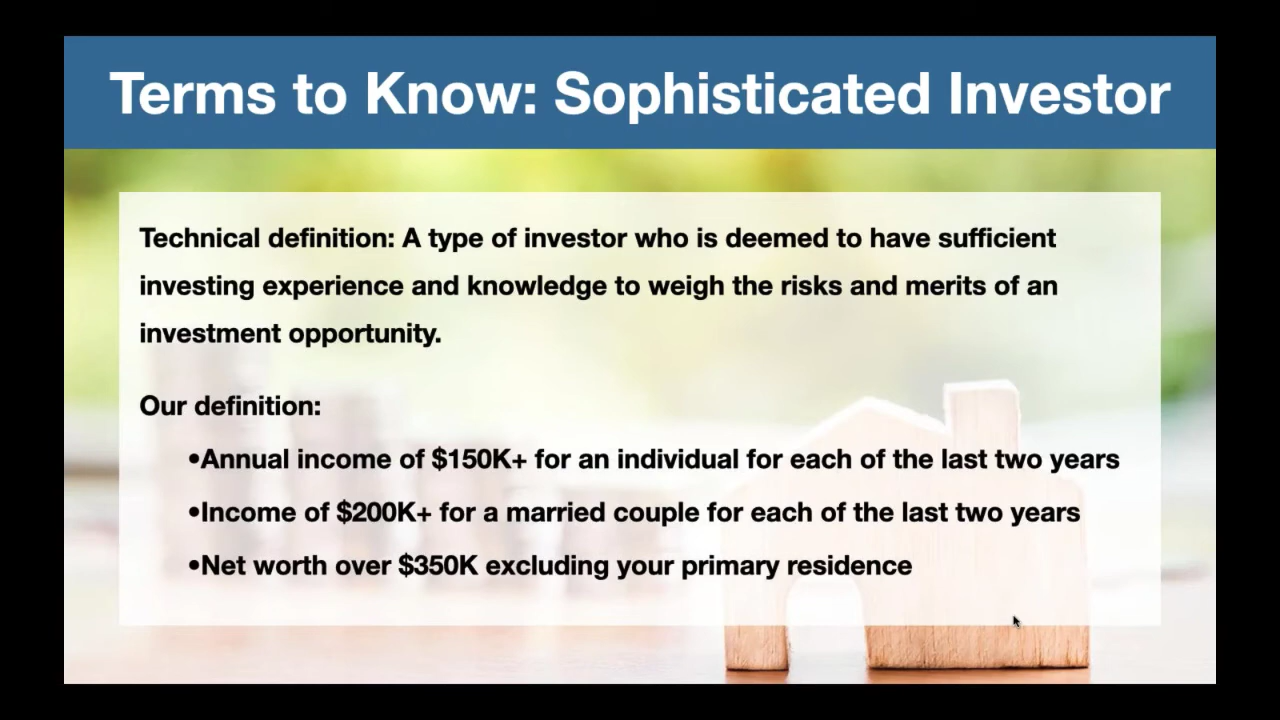 Terms to Know: Sophisticated Investor
Technical definition: A type of investor who is deemed to have sufficient
investing experience and knowledge to weigh the risks and merits of an
investment opportunity.
Our definition:
•Annual income of $150K+ for an individual for each of the last two years
•Income of $200K+ for a married couple for each of the last two years
•Net worth over $350K excluding your primary residence